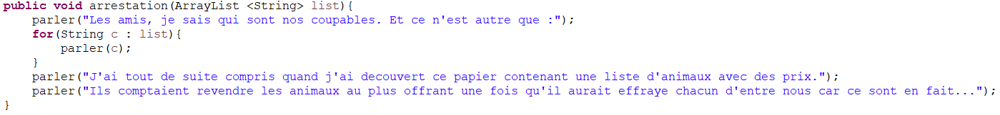 public void arrestation(ArrayList <String> list){
    parler("Les amis, je sais qui sont nos coupables. Et ce n'est autre que :");
    for(String c : list){
        parler(c);
    }
    parler("J'ai tout de suite compris quand j'ai decouvert ce papier contenant une liste d'animaux avec des prix.");
    parler("Ils comptaient revendre les animaux au plus offrant une fois qu'il aurait effraye chacun d'entre nous car ce sont en fait...");
}